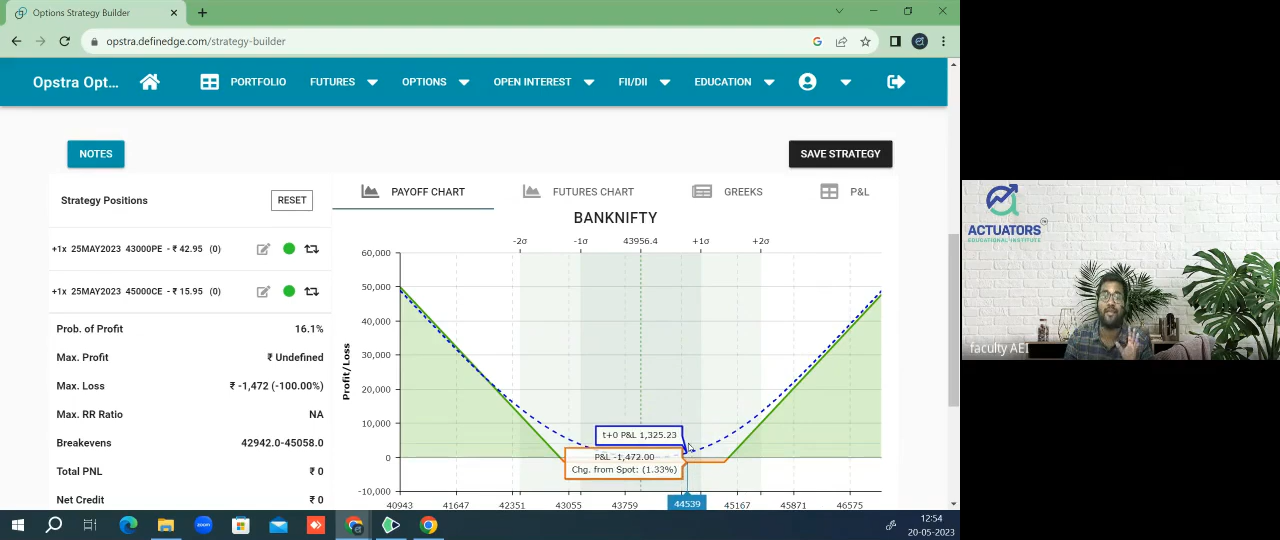 Options Strategy Builder
opstra.definedge.com/strategy-builder
Opstra Opt... PORTFOLIO FUTURES OPTIONS OPEN INTEREST FII/DII EDUCATION
NOTES
SAVE STRATEGY
Strategy Positions RESET
PAYOFF CHART FUTURES CHART GREEKS P&L
BANKNIFTY
+1x 25MAY2023 43000PE - ₹ 42.95 (0)
+1x 25MAY2023 45000CE - ₹ 15.95 (0)
Prob. of Profit 16.1%
Max. Profit ₹ Undefined
Max. Loss ₹ -1,472 (-100.00%)
Max. RR Ratio NA
Breakevens 42942.0-45058.0
Total PNL ₹ 0
Net Credit ₹ 0
-2σ -1σ 43956.4 +1σ +2σ
60,000
50,000
40,000
30,000
20,000
10,000
0
-10,000
Profit/Loss
t+0 P&L 1,325.23
P&L -1,472.00
Chg. from Spot: (1.33%)
40943 41647 42351 43055 43759 44539 45167 45871 46575
ACTUATORS
EDUCATIONAL INSTITUTE
faculty AEI
zoom
12:54
20-05-2023